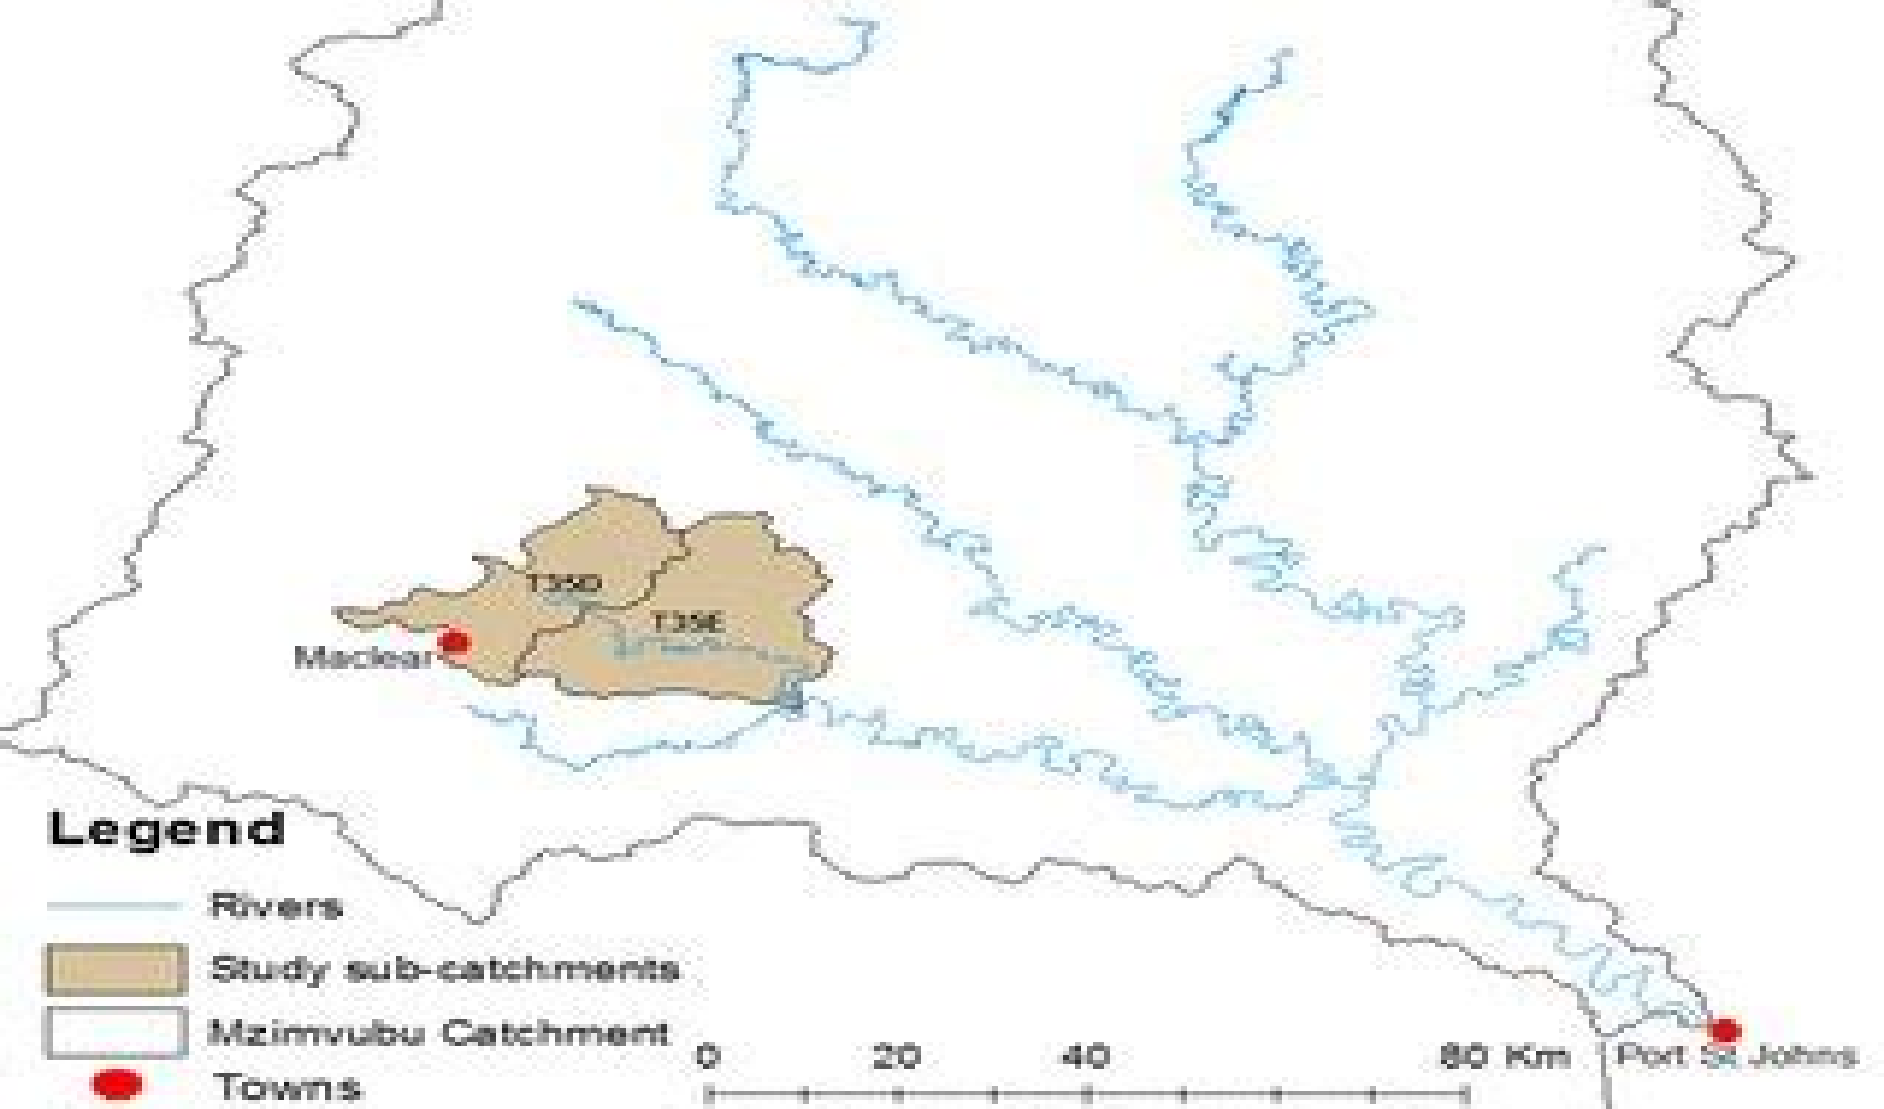 T35D
T35E
Maclear
Legend
Rivers
Study sub-catchments
Mzimvubu Catchment
Towns
0 20 40 80 Km
Port St Johns